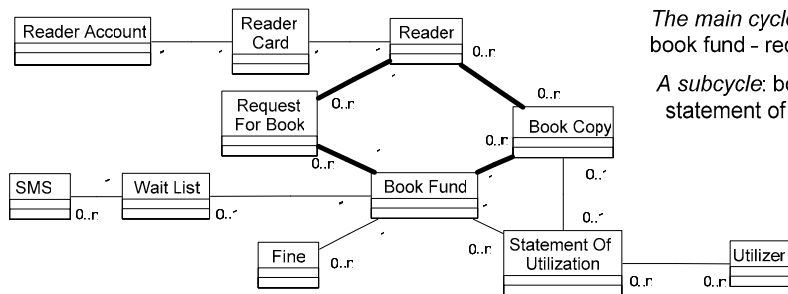 Reader Account
Reader
Card
Reader
The main cycle
book fund - re
A subcycle: b
statement of
Request
For Book
Book Copy
SMS
Wait List
Book Fund
Fine
Statement Of
Utilization
Utilizer
0..n
0..n
0..n
0..n
0..n
0..n
0..n
0..n
0..n
0..n